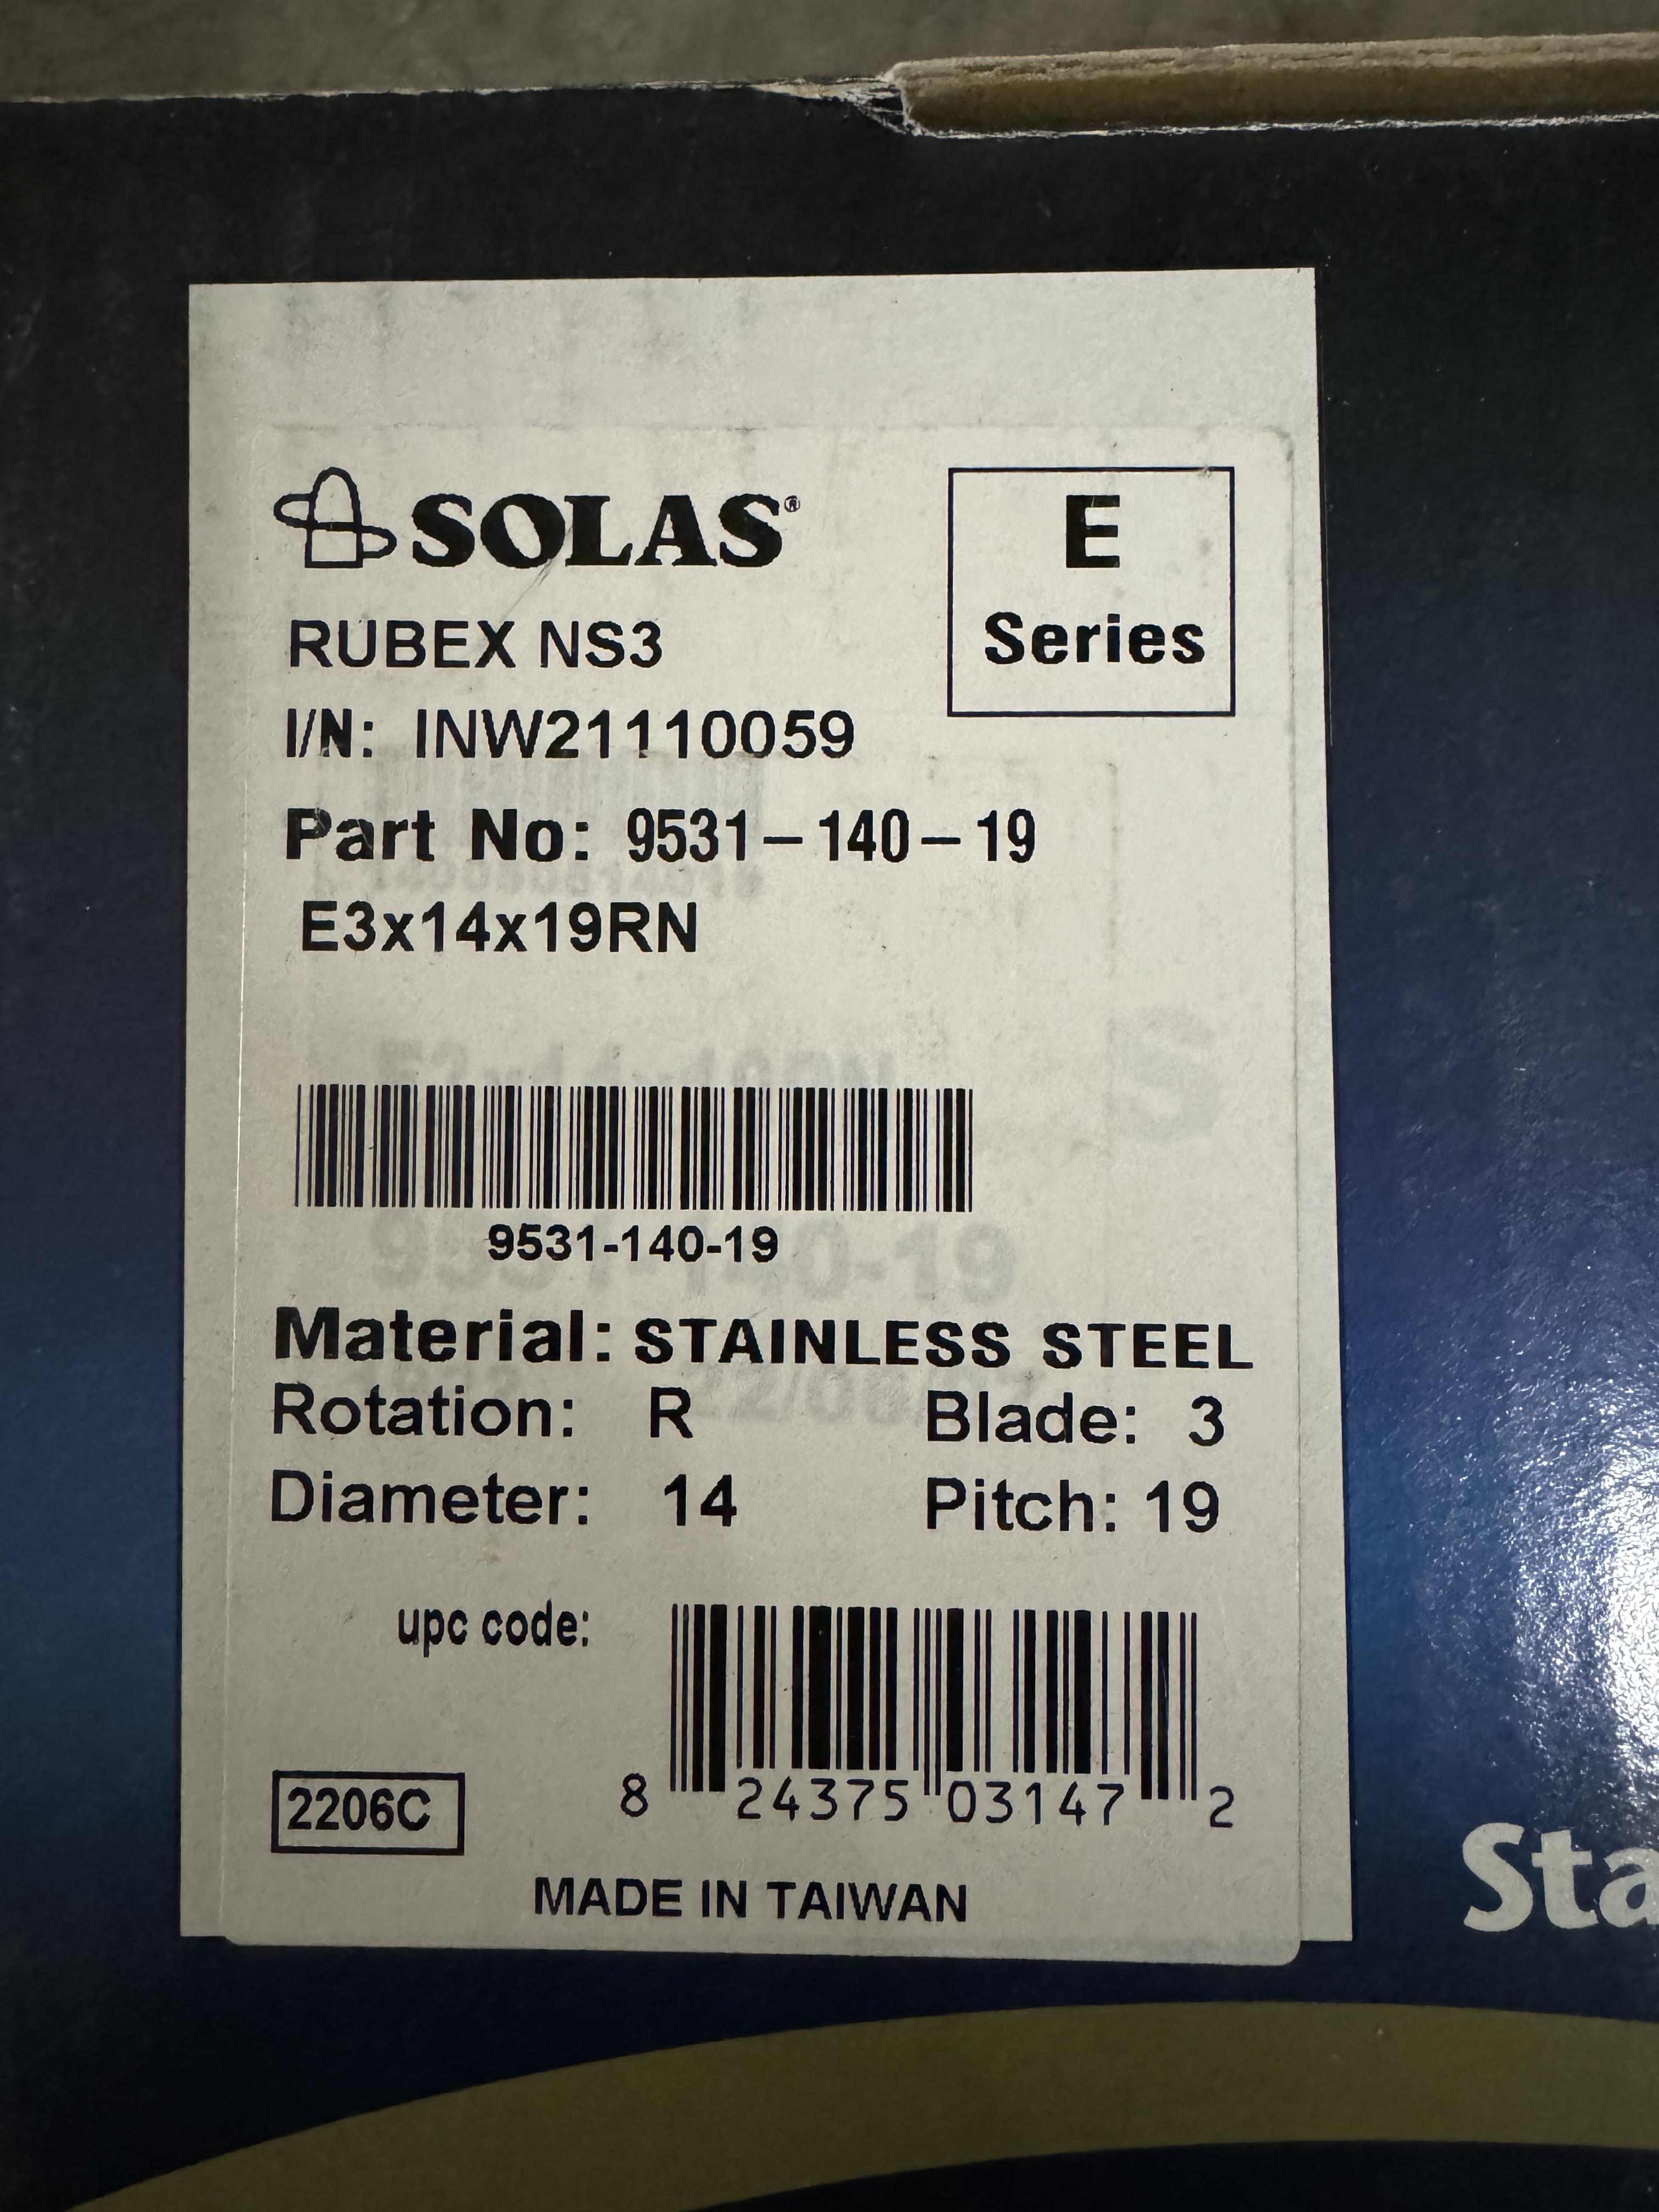 SOLAS®
E
Series
RUBEX NS3
I/N: INW21110059
Part No: 9531-140-19
E3x14x19RN
9531-140-19
Material: STAINLESS STEEL
Rotation: R Blade: 3
Diameter: 14 Pitch: 19
upc code:
8 24375 03147 2
2206C
MADE IN TAIWAN
Sta